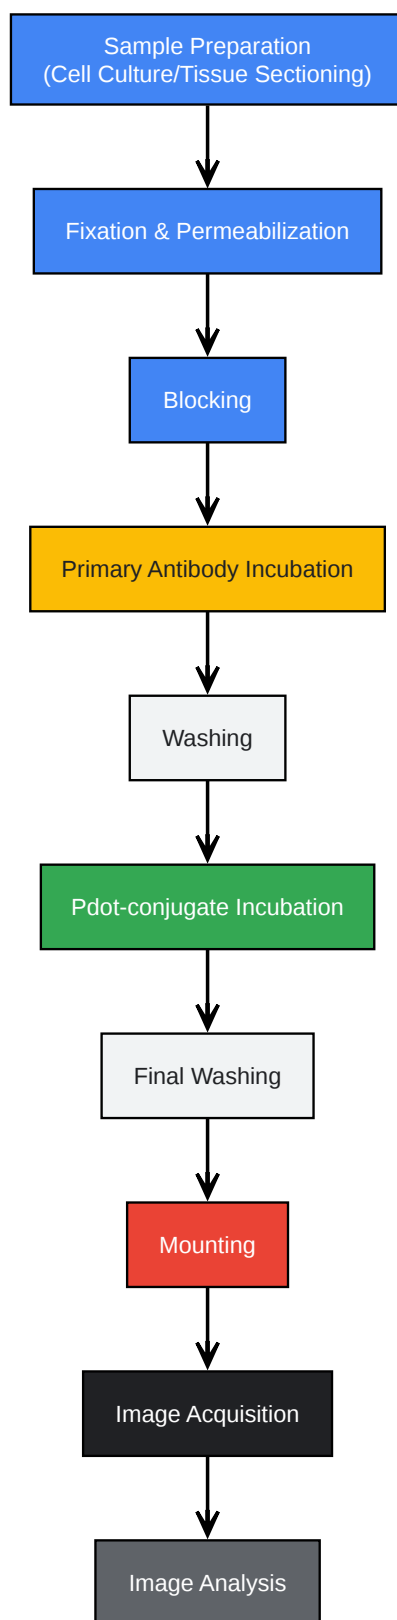 Sample Preparation
(Cell Culture/Tissue Sectioning)
Fixation & Permeabilization
Blocking
Primary Antibody Incubation
Washing
Pdot-conjugate Incubation
Final Washing
Mounting
Image Acquisition
Image Analysis